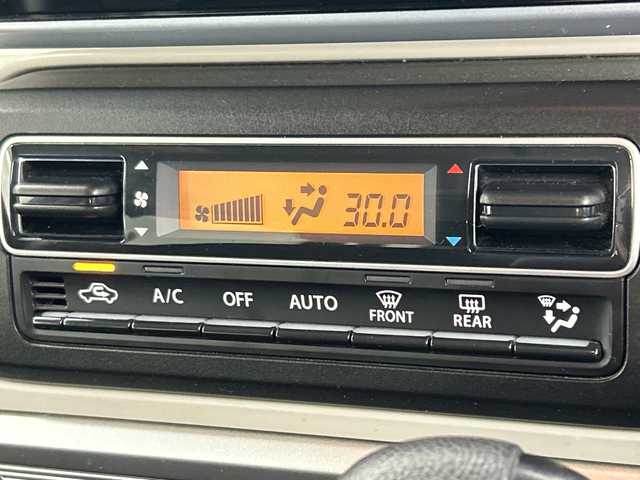 30.0
A/C OFF AUTO FRONT REAR